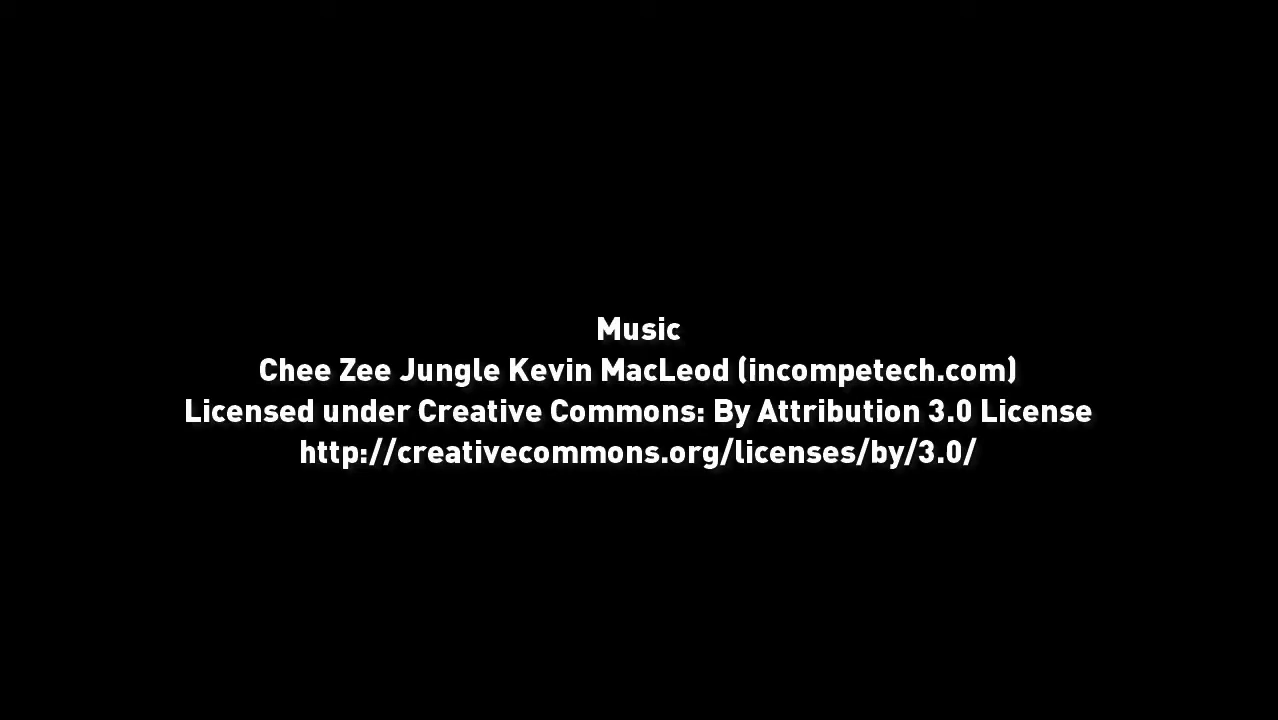 Music
Chee Zee Jungle Kevin MacLeod (incompetech.com)
Licensed under Creative Commons: By Attribution 3.0 License
http://creativecommons.org/licenses/by/3.0/